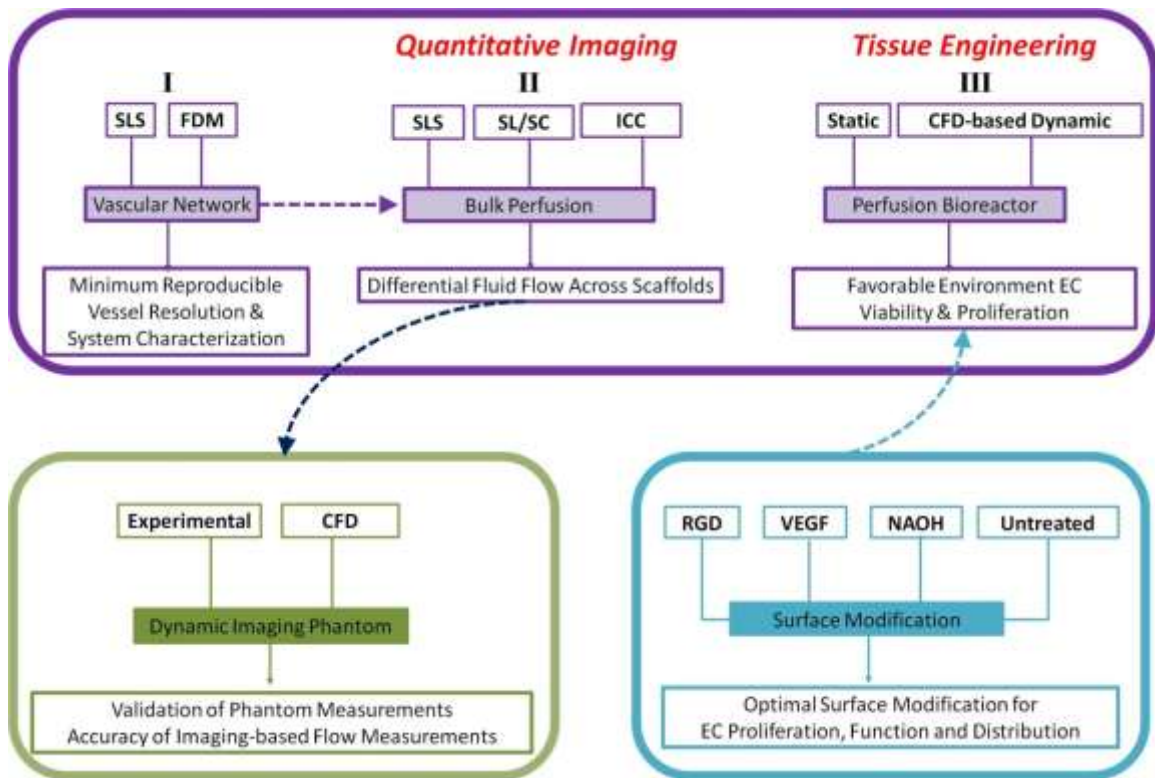 Quantitative Imaging
Tissue Engineering
I
II
III
SLS
FDM
SLS
SL/SC
ICC
Static
CFD-based Dynamic
Vascular Network
Bulk Perfusion
Perfusion Bioreactor
Minimum Reproducible
Vessel Resolution &
System Characterization
Differential Fluid Flow Across Scaffolds
Favorable Environment EC
Viability & Proliferation
Experimental
CFD
Dynamic Imaging Phantom
Validation of Phantom Measurements
Accuracy of Imaging-based Flow Measurements
RGD
VEGF
NAOH
Untreated
Surface Modification
Optimal Surface Modification for
EC Proliferation, Function and Distribution